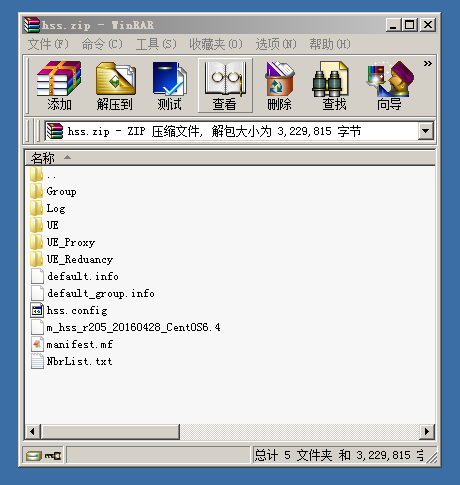 hss.zip - WinRAR
文件(F) 命令(C) 工具(S) 收藏夹(O) 选项(N) 帮助(H)
添加 解压到 测试 查看 删除 查找 向导
hss.zip - ZIP 压缩文件, 解包大小为 3,229,815 字节
名称
..
Group
Log
UE
UE_Proxy
UE_Reduancy
default.info
default_group.info
hss.config
m_hss_r205_20160428_CentOS6.4
manifest.mf
NbrList.txt
总计 5 文件夹 和 3,229,815